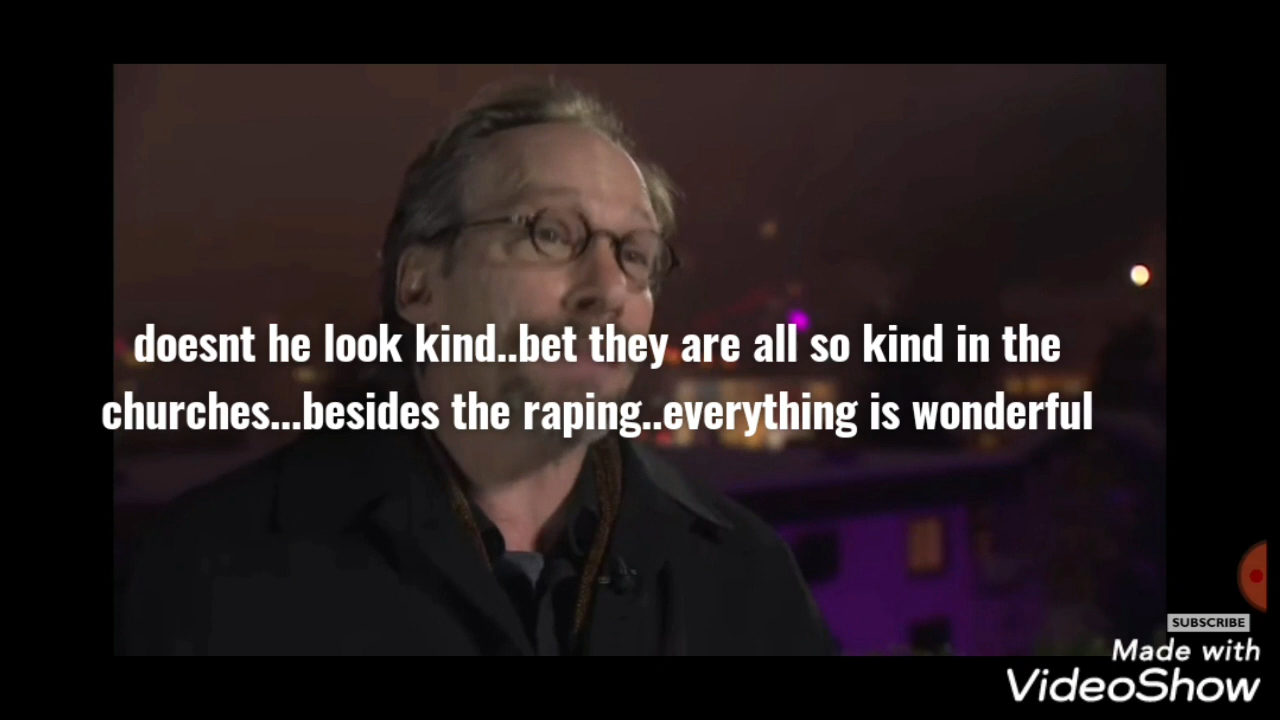 doesnt he look kind..bet they are all so kind in the
churches...besides the raping..everything is wonderful
SUBSCRIBE
Made with
VideoShow